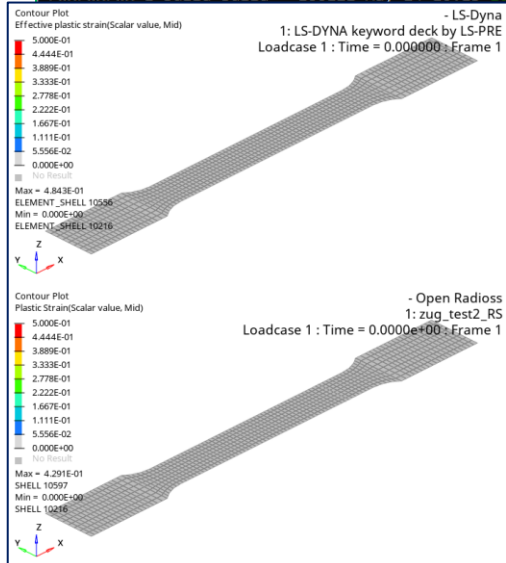 Contour Plot
Effective plastic strain(Scalar value, Mid)
- LS-Dyna
1: LS-DYNA keyword deck by LS-PRE
Loadcase 1 : Time = 0.000000 : Frame 1
5.000E-01
4.444E-01
3.889E-01
3.333E-01
2.778E-01
2.222E-01
1.667E-01
1.111E-01
5.556E-02
0.000E+00
No Result
Max = 4.843E-01
ELEMENT_SHELL 10556
Min = 0.000E+00
ELEMENT_SHELL 10216
Z
Y
X
Contour Plot
Plastic Strain(Scalar value, Mid)
- Open Radioss
1: zug_test2_RS
Loadcase 1 : Time = 0.0000e+00 : Frame 1
5.000E-01
4.444E-01
3.889E-01
3.333E-01
2.778E-01
2.222E-01
1.667E-01
1.111E-01
5.556E-02
0.000E+00
No Result
Max = 4.291E-01
SHELL 10597
Min = 0.000E+00
SHELL 10216
Z
Y
X